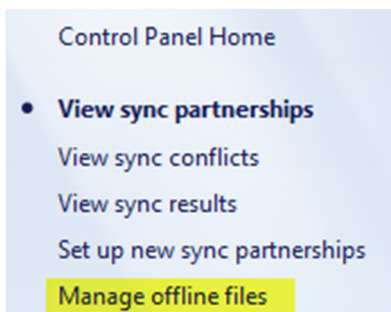 Control Panel Home
View sync partnerships
View sync conflicts
View sync results
Set up new sync partnerships
Manage offline files